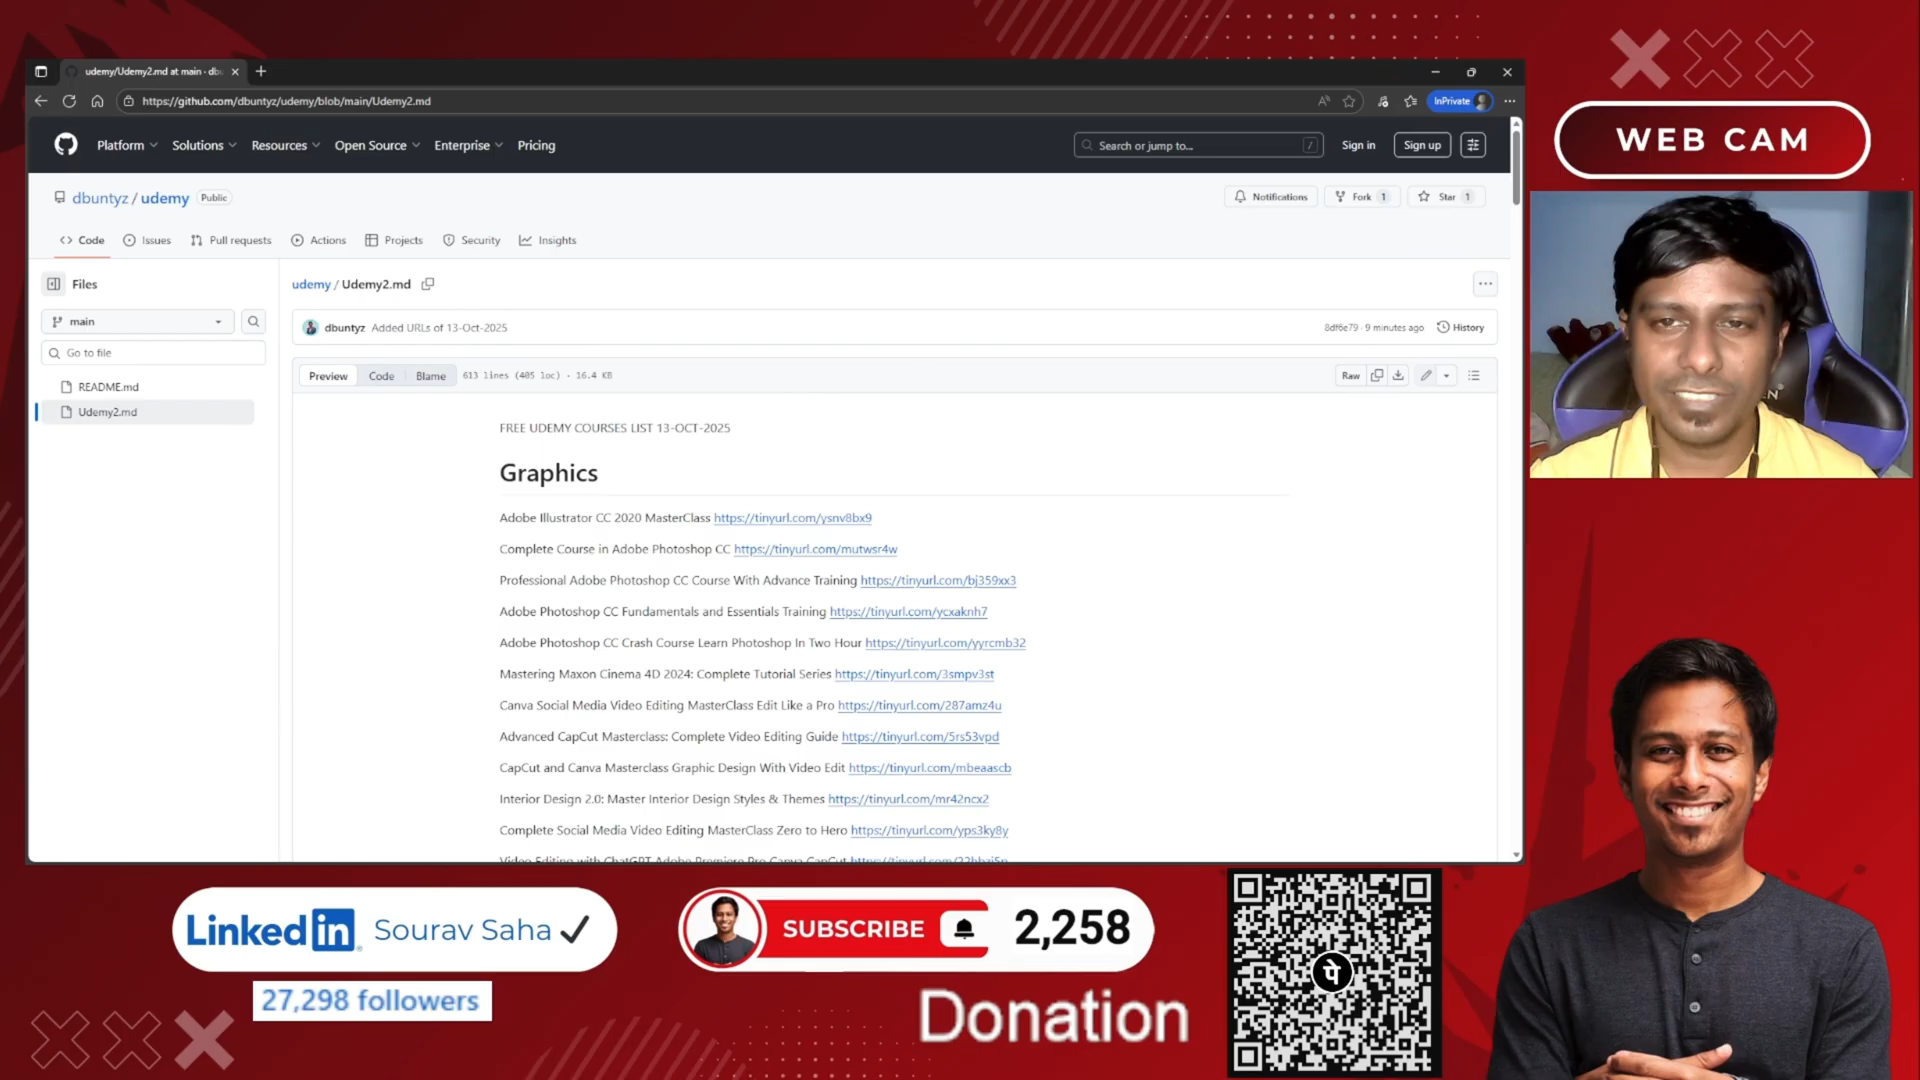 udemy/Udemy2.md at main · dbu
https://github.com/dbuntyz/udemy/blob/main/Udemy2.md
InPrivate
Platform Solutions Resources Open Source Enterprise Pricing
Search or jump to... /
Sign in
Sign up
dbuntyz / udemy Public
Notifications
Fork 1
Star 1
Code Issues Pull requests Actions Projects Security Insights
Files
main
Go to file
README.md
Udemy2.md
udemy / Udemy2.md
dbuntyz Added URLs of 13-Oct-2025
8df6e79 · 9 minutes ago History
Preview Code Blame 613 lines (405 loc) · 16.4 KB
Raw
FREE UDEMY COURSES LIST 13-OCT-2025
Graphics
Adobe Illustrator CC 2020 MasterClass https://tinyurl.com/ysnv8bx9
Complete Course in Adobe Photoshop CC https://tinyurl.com/mutwsr4w
Professional Adobe Photoshop CC Course With Advance Training https://tinyurl.com/bj359xx3
Adobe Photoshop CC Fundamentals and Essentials Training https://tinyurl.com/ycxaknh7
Adobe Photoshop CC Crash Course Learn Photoshop In Two Hour https://tinyurl.com/yyrcmb32
Mastering Maxon Cinema 4D 2024: Complete Tutorial Series https://tinyurl.com/3smpv3st
Canva Social Media Video Editing MasterClass Edit Like a Pro https://tinyurl.com/287amz4u
Advanced CapCut Masterclass: Complete Video Editing Guide https://tinyurl.com/5rs53vpd
CapCut and Canva Masterclass Graphic Design With Video Edit https://tinyurl.com/mbeaascb
Interior Design 2.0: Master Interior Design Styles & Themes https://tinyurl.com/mr42ncx2
Complete Social Media Video Editing MasterClass Zero to Hero https://tinyurl.com/yps3ky8y
Video Editing with ChatGPT Adobe Premiere Pro Canva CapCut
WEB CAM
LinkedIn Sourav Saha
27,298 followers
SUBSCRIBE
2,258
Donation
पे